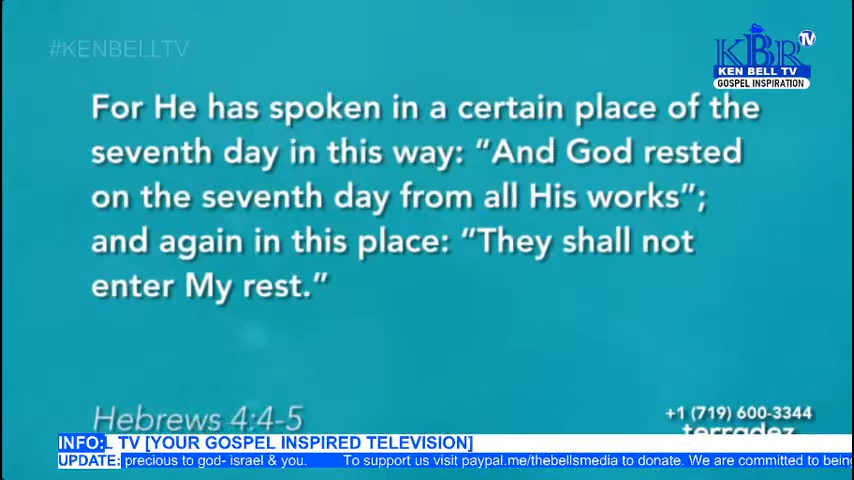 #KENBELLTV
KBR TV
KEN BELL TV
GOSPEL INSPIRATION
For He has spoken in a certain place of the
seventh day in this way: “And God rested
on the seventh day from all His works”;
and again in this place: “They shall not
enter My rest.”
Hebrews 4:4-5
+1 (719) 600-3344
terradez
INFO: L TV [YOUR GOSPEL INSPIRED TELEVISION]
UPDATE: precious to god- israel & you. To support us visit paypal.me/thebellsmedia to donate. We are committed to being